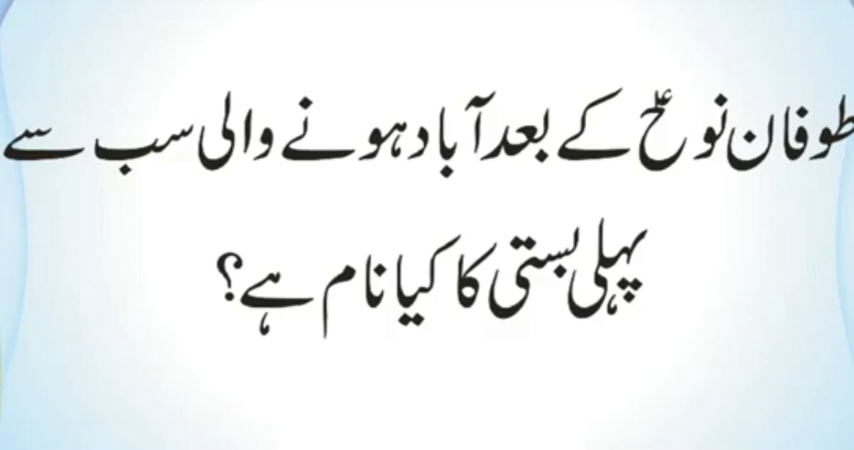 طوفان نوحؑ کے بعد آباد ہونے والی سب سے
پہلی بستی کا کیا نام ہے؟